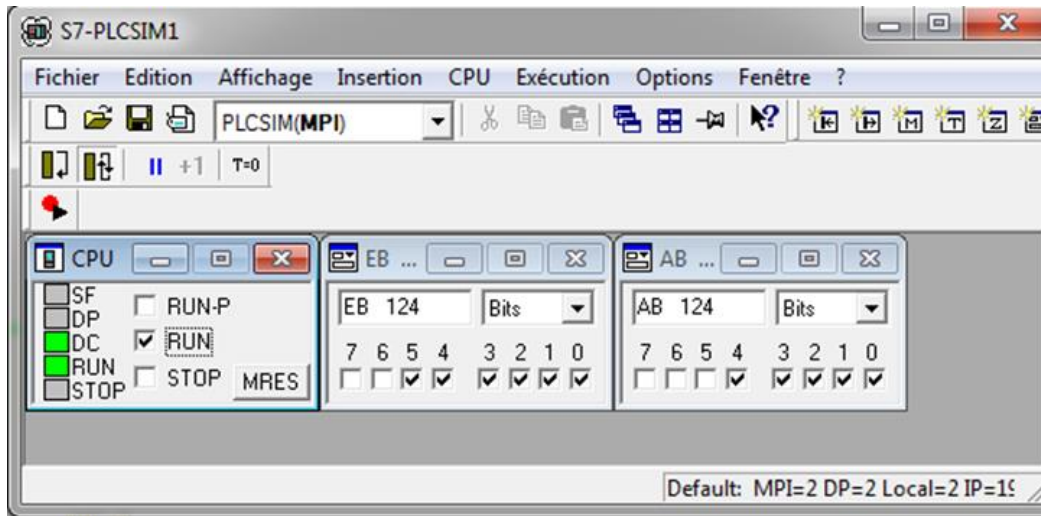 S7-PLCSIM1
Fichier Edition Affichage Insertion CPU Exécution Options Fenêtre ?
PLCSIM(MPI)
+1 T=0
CPU
SF
DP
DC
RUN
STOP
RUN-P
RUN
STOP MRES
EB ...
EB 124 Bits
7 6 5 4 3 2 1 0
AB ...
AB 124 Bits
7 6 5 4 3 2 1 0
Default: MPI=2 DP=2 Local=2 IP=19